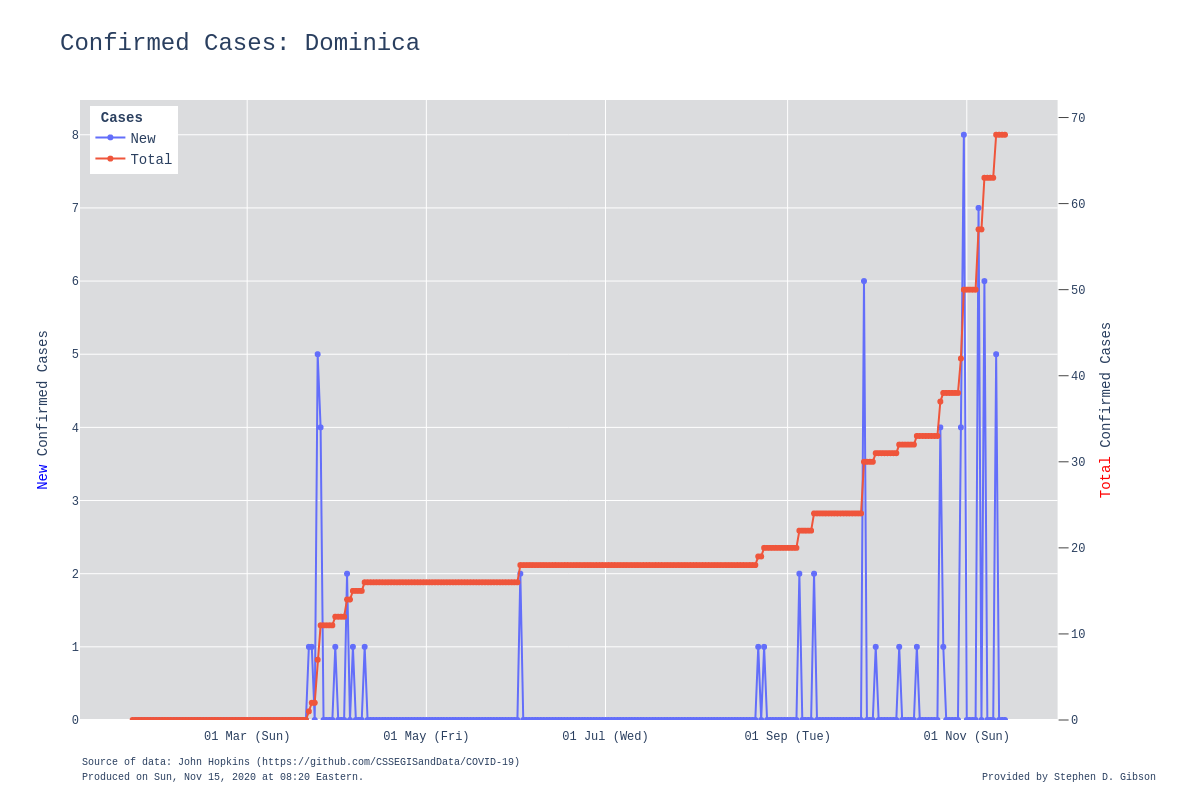 Confirmed Cases: Dominica
Cases
New
Total
8
7
6
5
4
3
2
1
0
New Confirmed Cases
70
60
50
40
30
20
10
0
Total Confirmed Cases
01 Mar (Sun)
01 May (Fri)
01 Jul (Wed)
01 Sep (Tue)
01 Nov (Sun)
Source of data: John Hopkins (https://github.com/CSSEGISandData/COVID-19)
Produced on Sun, Nov 15, 2020 at 08:20 Eastern.
Provided by Stephen D. Gibson